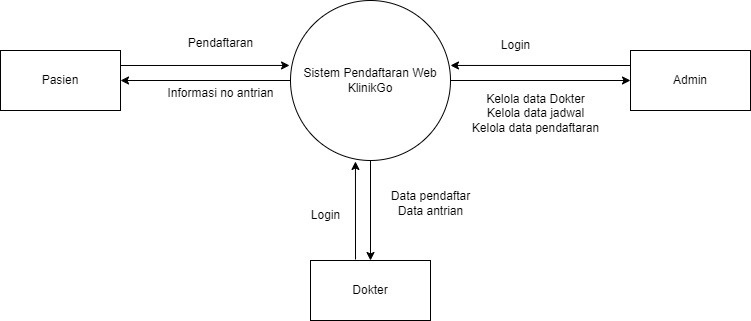 Pendaftaran
Login
Pasien
Sistem Pendaftaran Web
KlinikGo
Admin
Informasi no antrian
Kelola data Dokter
Kelola data jadwal
Kelola data pendaftaran
Login
Data pendaftar
Data antrian
Dokter